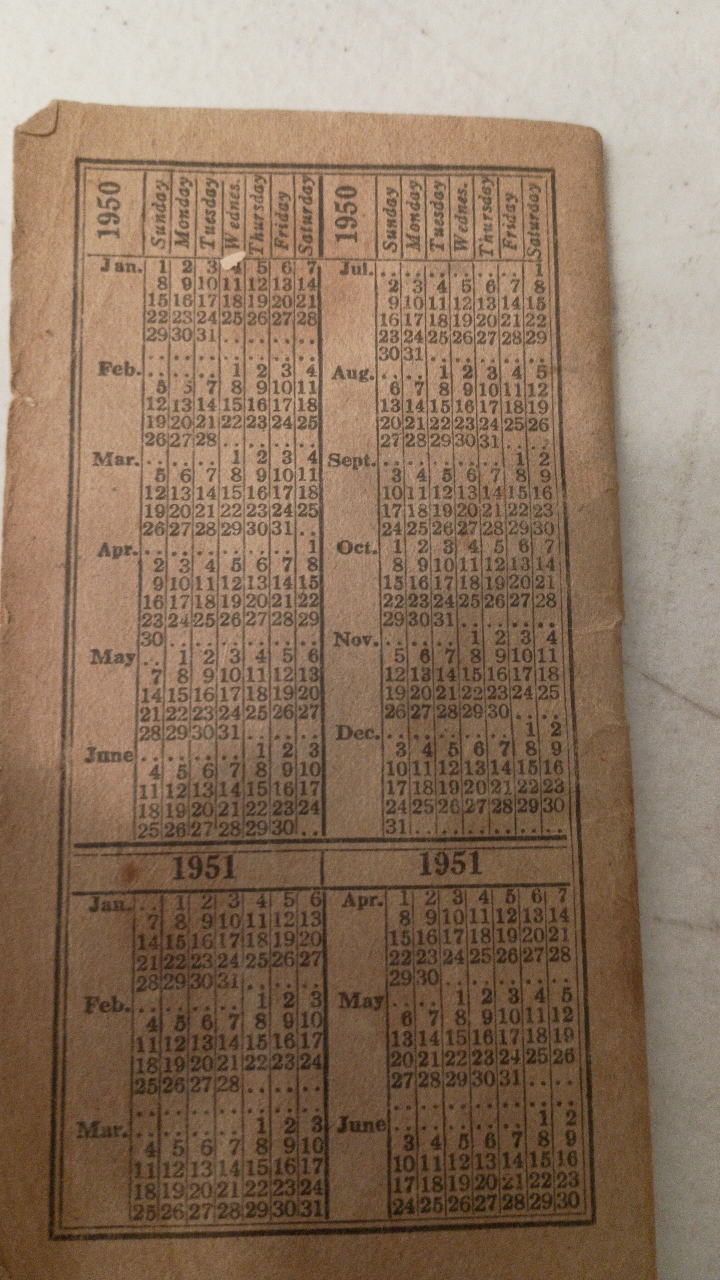 1950 Sunday Monday Tuesday Wednes. Thursday Friday Saturday
Jan. 1 2 3 4 5 6 7
8 9 10 11 12 13 14
15 16 17 18 19 20 21
22 23 24 25 26 27 28
29 30 31 . . . . . . . .
. . . . . . . . . . . . . .
Feb. . . . . . . 1 2 3 4
5 5 7 8 9 10 11
12 13 14 15 16 17 18
19 20 21 22 23 24 25
26 27 28 . . . . . . . .
Mar. . . . . . . 1 2 3 4
5 6 7 8 9 10 11
12 13 14 15 16 17 18
19 20 21 22 23 24 25
26 27 28 29 30 31 . .
Apr. . . . . . . . . . . . . 1
2 3 4 5 6 7 8
9 10 11 12 13 14 15
16 17 18 19 20 21 22
23 24 25 26 27 28 29
30 . . . . . . . . . . . .
May . . 1 2 3 4 5 6
7 8 9 10 11 12 13
14 15 16 17 18 19 20
21 22 23 24 25 26 27
28 29 30 31 . . . . . .
June . . . . . . . . 1 2 3
4 5 6 7 8 9 10
11 12 13 14 15 16 17
18 19 20 21 22 23 24
25 26 27 28 29 30 . .
1950 Sunday Monday Tuesday Wednes. Thursday Friday Saturday
Jul. . . . . . . . . . . . . 1
2 3 4 5 6 7 8
9 10 11 12 13 14 15
16 17 18 19 20 21 22
23 24 25 26 27 28 29
30 31 . . . . . . . . . .
Aug. . . . . 1 2 3 4 5
6 7 8 9 10 11 12
13 14 15 16 17 18 19
20 21 22 23 24 25 26
27 28 29 30 31 . . . .
Sept. . . . . . . . . . . 1 2
3 4 5 6 7 8 9
10 11 12 13 14 15 16
17 18 19 20 21 22 23
24 25 26 27 28 29 30
Oct. 1 2 3 4 5 6 7
8 9 10 11 12 13 14
15 16 17 18 19 20 21
22 23 24 25 26 27 28
29 30 31 . . . . . . . .
Nov. . . . . . . 1 2 3 4
5 6 7 8 9 10 11
12 13 14 15 16 17 18
19 20 21 22 23 24 25
26 27 28 29 30 . . . .
Dec. . . . . . . . . . . 1 2
3 4 5 6 7 8 9
10 11 12 13 14 15 16
17 18 19 20 21 22 23
24 25 26 27 28 29 30
31 . . . . . . . . . . . .
1951
Jan. . . 1 2 3 4 5 6
7 8 9 10 11 12 13
14 15 16 17 18 19 20
21 22 23 24 25 26 27
28 29 30 31 . . . . . .
Feb. . . . . . . . . 1 2 3
4 5 6 7 8 9 10
11 12 13 14 15 16 17
18 19 20 21 22 23 24
25 26 27 28 . . . . . .
. . . . . . . . . . . . . .
Mar. . . . . . . . . 1 2 3
4 5 6 7 8 9 10
11 12 13 14 15 16 17
18 19 20 21 22 23 24
25 26 27 28 29 30 31
1951
Apr. 1 2 3 4 5 6 7
8 9 10 11 12 13 14
15 16 17 18 19 20 21
22 23 24 25 26 27 28
29 30 . . . . . . . . . .
May . . . . 1 2 3 4 5
6 7 8 9 10 11 12
13 14 15 16 17 18 19
20 21 22 23 24 25 26
27 28 29 30 31 . . . .
. . . . . . . . . . . . . .
June . . . . . . . . . . 1 2
3 4 5 6 7 8 9
10 11 12 13 14 15 16
17 18 19 20 21 22 23
24 25 26 27 28 29 30